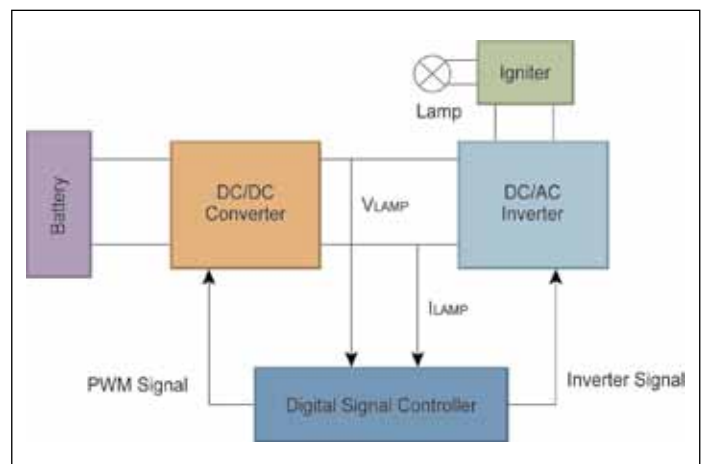 Igniter
Lamp
Battery
DC/DC
Converter
DC/AC
Inverter
VLAMP
ILAMP
PWM Signal
Inverter Signal
Digital Signal Controller